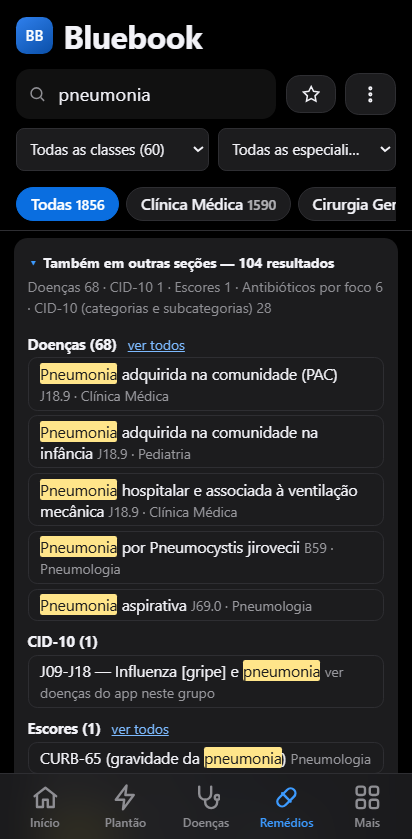 BB Bluebook
pneumonia
Todas as classes (60) Todas as especiali...
Todas 1856 Clínica Médica 1590 Cirurgia Ger
Também em outras seções — 104 resultados
Doenças 68 · CID-10 1 · Escores 1 · Antibióticos por foco 6
· CID-10 (categorias e subcategorias) 28
Doenças (68) ver todos
Pneumonia adquirida na comunidade (PAC)
J18.9 · Clínica Médica
Pneumonia adquirida na comunidade na
infância J18.9 · Pediatria
Pneumonia hospitalar e associada à ventilação
mecânica J18.9 · Clínica Médica
Pneumonia por Pneumocystis jirovecii B59 ·
Pneumologia
Pneumonia aspirativa J69.0 · Pneumologia
CID-10 (1)
J09-J18 — Influenza [gripe] e pneumonia ver
doenças do app neste grupo
Escores (1) ver todos
CURB-65 (gravidade da pneumonia) Pneumologia
Início Plantão Doenças Remédios Mais